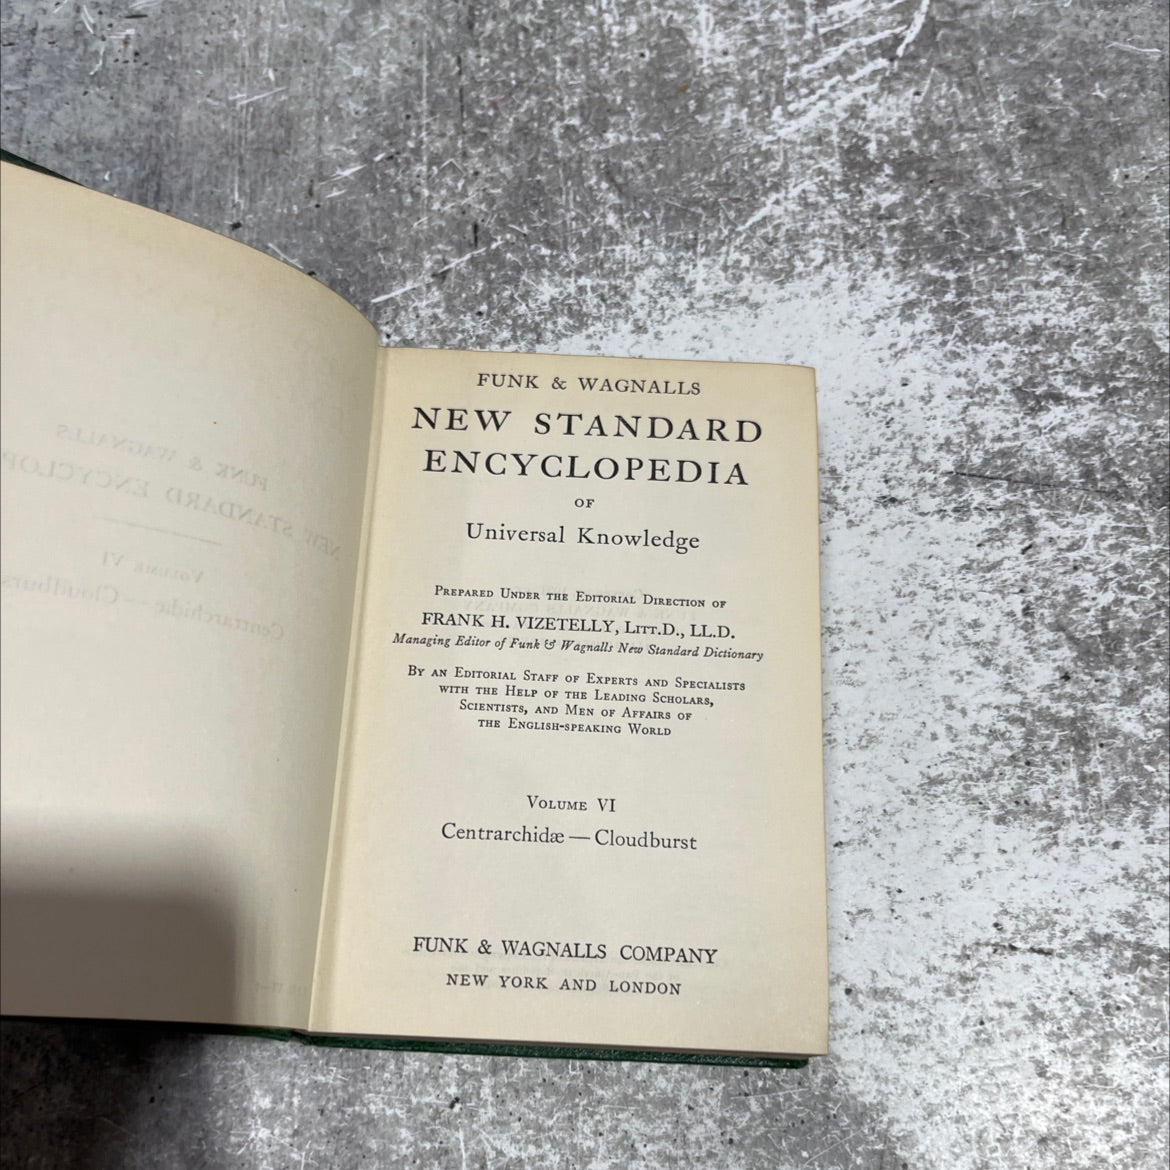 FUNK & WAGNALLS
NEW STANDARD
ENCYCLOPEDIA
OF
Universal Knowledge
PREPARED UNDER THE EDITORIAL DIRECTION OF
FRANK H. VIZETELLY, LITT.D., LL.D.
Managing Editor of Funk & Wagnalls New Standard Dictionary
BY AN EDITORIAL STAFF OF EXPERTS AND SPECIALISTS
WITH THE HELP OF THE LEADING SCHOLARS,
SCIENTISTS, AND MEN OF AFFAIRS OF
THE ENGLISH-SPEAKING WORLD
VOLUME VI
Centrarchidæ — Cloudburst
FUNK & WAGNALLS COMPANY
NEW YORK AND LONDON